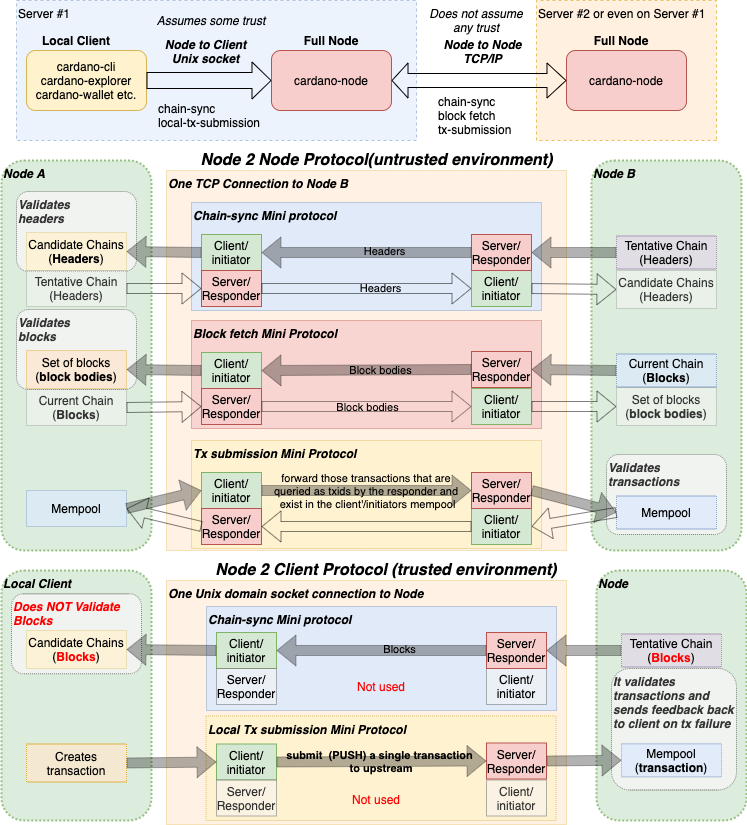 Server #1
Assumes some trust
Local Client
Node to Client
Unix socket
Full Node
cardano-cli
cardano-explorer
cardano-wallet etc.
cardano-node
chain-sync
local-tx-submission
Does not assume
any trust
Node to Node
TCP/IP
chain-sync
block fetch
tx-submission
Server #2 or even on Server #1
Full Node
cardano-node
Node 2 Node Protocol(untrusted environment)
Node A
One TCP Connection to Node B
Node B
Validates
headers
Chain-sync Mini protocol
Candidate Chains
(Headers)
Client/
initiator
Headers
Server/
Responder
Tentative Chain
(Headers)
Tentative Chain
(Headers)
Server/
Responder
Headers
Client/
initiator
Candidate Chains
(Headers)
Validates
blocks
Block fetch Mini Protocol
Set of blocks
(block bodies)
Client/
initiator
Block bodies
Server/
Responder
Current Chain
(Blocks)
Current Chain
(Blocks)
Server/
Responder
Block bodies
Client/
initiator
Set of blocks
(block bodies)
Tx submission Mini Protocol
Validates
transactions
Mempool
Client/
initiator
forward those transactions that are
queried as txids by the responder and
exist in the client'/initiators mempool
Server/
Responder
Server/
Responder
Client/
initiator
Mempool
Node 2 Client Protocol (trusted environment)
Local Client
One Unix domain socket connection to Node
Node
Does NOT Validate
Blocks
Chain-sync Mini protocol
Candidate Chains
(Blocks)
Client/
initiator
Blocks
Server/
Responder
Tentative Chain
(Blocks)
Server/
Responder
Not used
Client/
initiator
It validates
transactions and
sends feedback back
to client on tx failure
Local Tx submission Mini Protocol
Creates
transaction
Client/
initiator
submit (PUSH) a single transaction
to upstream
Server/
Responder
Mempool
(transaction)
Server/
Responder
Not used
Client/
initiator